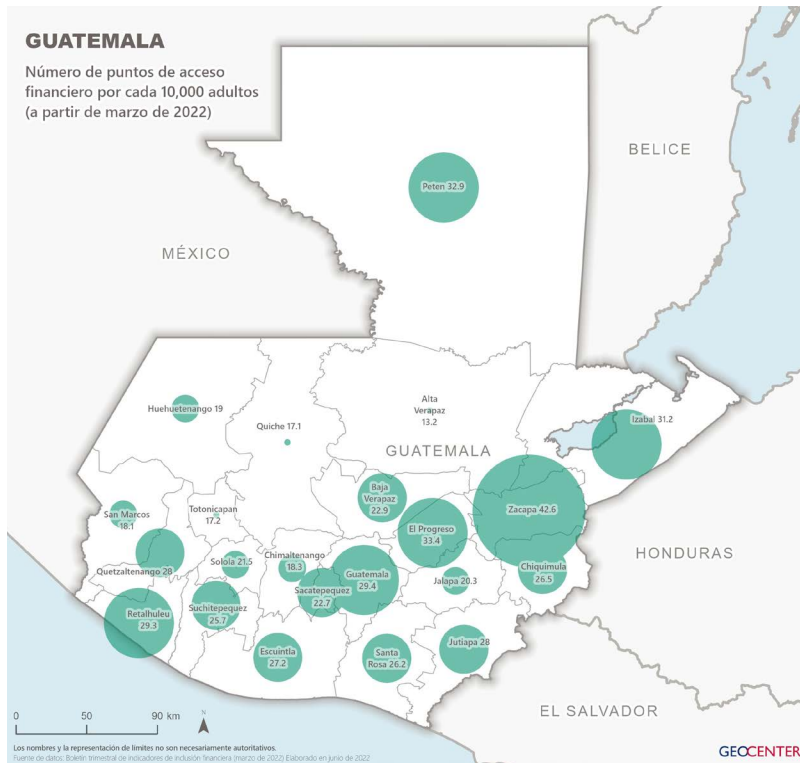 GUATEMALA
Número de puntos de acceso
financiero por cada 10,000 adultos
(a partir de marzo de 2022)
BELICE
Peten 32.9
MÉXICO
Huehuetenango 19
Alta
Verapaz
13.2
Izabal 31.2
Quiche 17.1
GUATEMALA
Baja
Verapaz
22.9
Zacapa 42.6
San Marcos
18.1
Totonicapan
17.2
El Progreso
33.4
HONDURAS
Quetzaltenango 28
Solola 21.5
Chimaltenango
18.3
Guatemala
29.4
Jalapa 20.3
Chiquimula
26.5
Sacatepequez
22.7
Suchitepequez
25.7
Retalhuleu
29.3
Escuintla
27.2
Santa
Rosa 26.2
Jutiapa 28
EL SALVADOR
0 50 90 km
N
Los nombres y la representación de límites no son necesariamente autoritativos.
Fuente de datos: Boletín trimestral de indicadores de inclusión financiera (marzo de 2022) Elaborado en junio de 2022
GEOCENTER